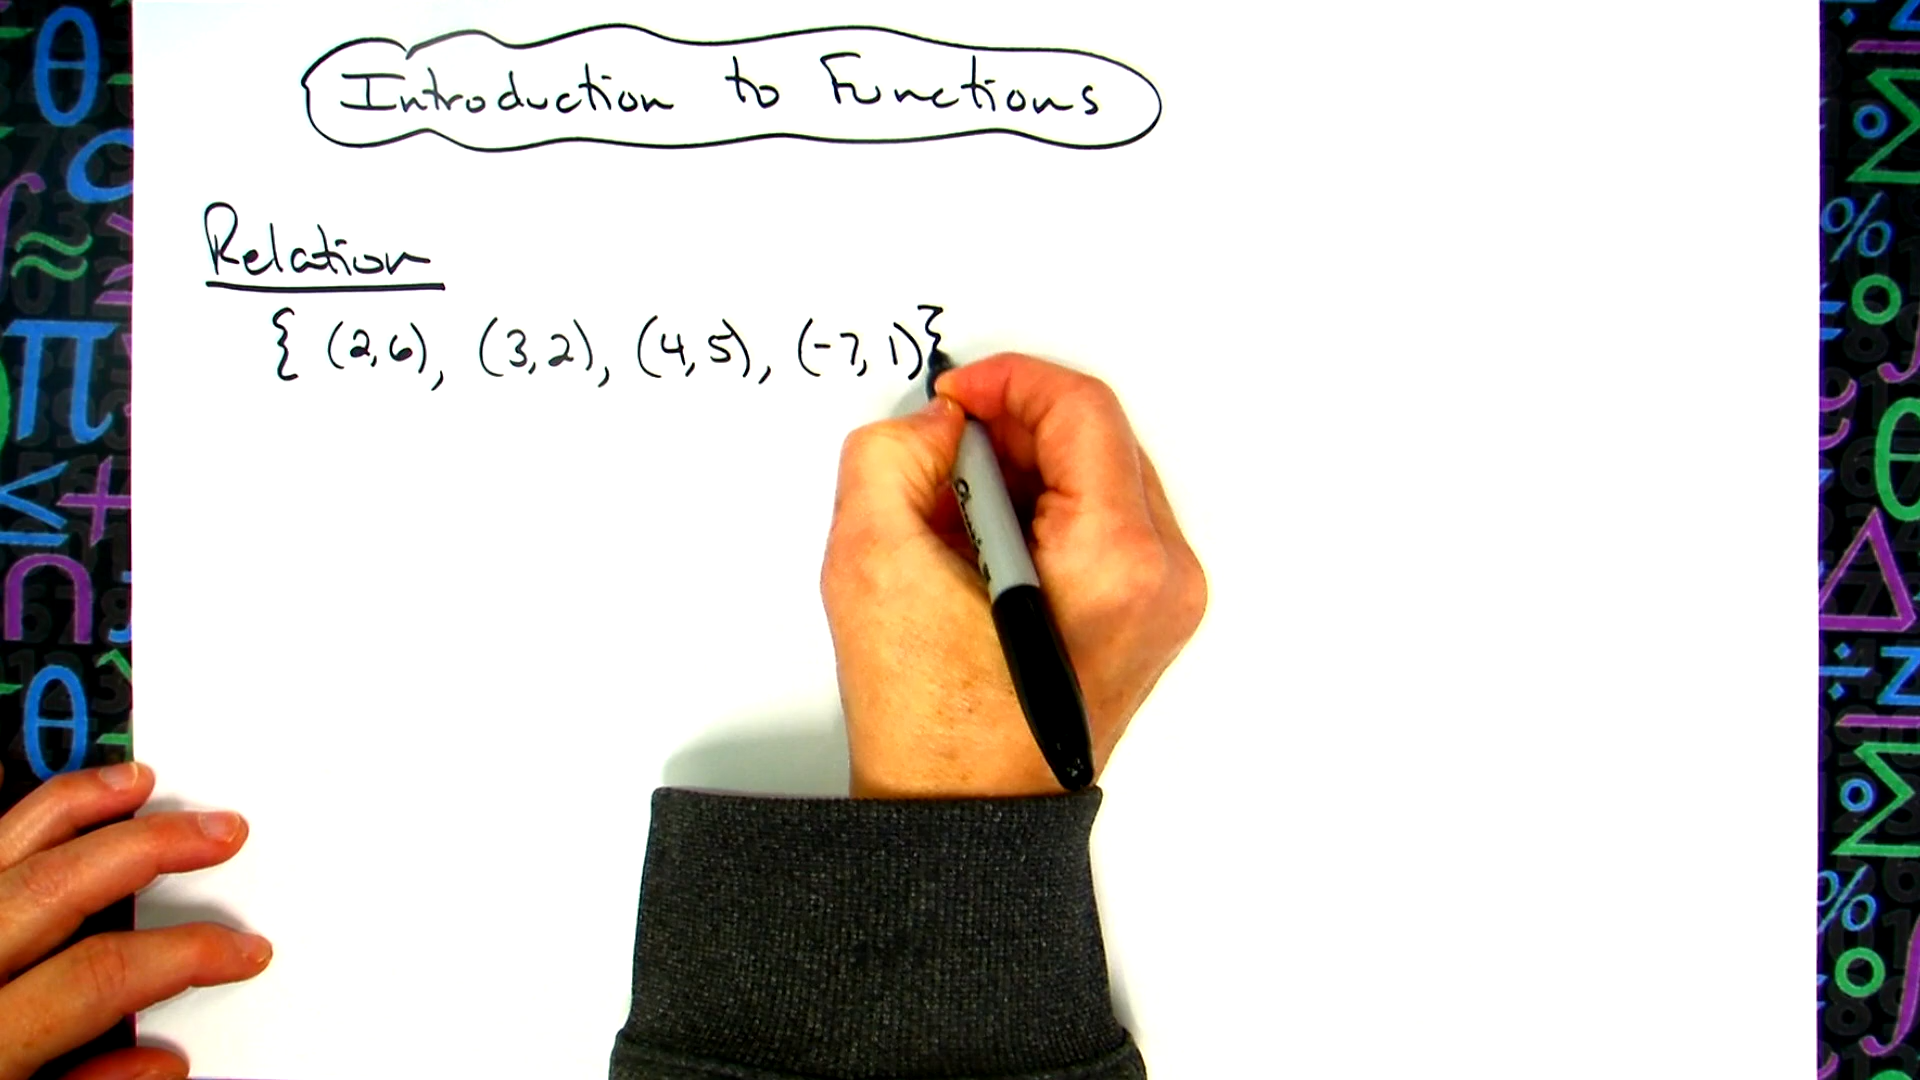 Introduction to Functions
Relation
{ (2,6), (3,2), (4,5), (-7, 1)}